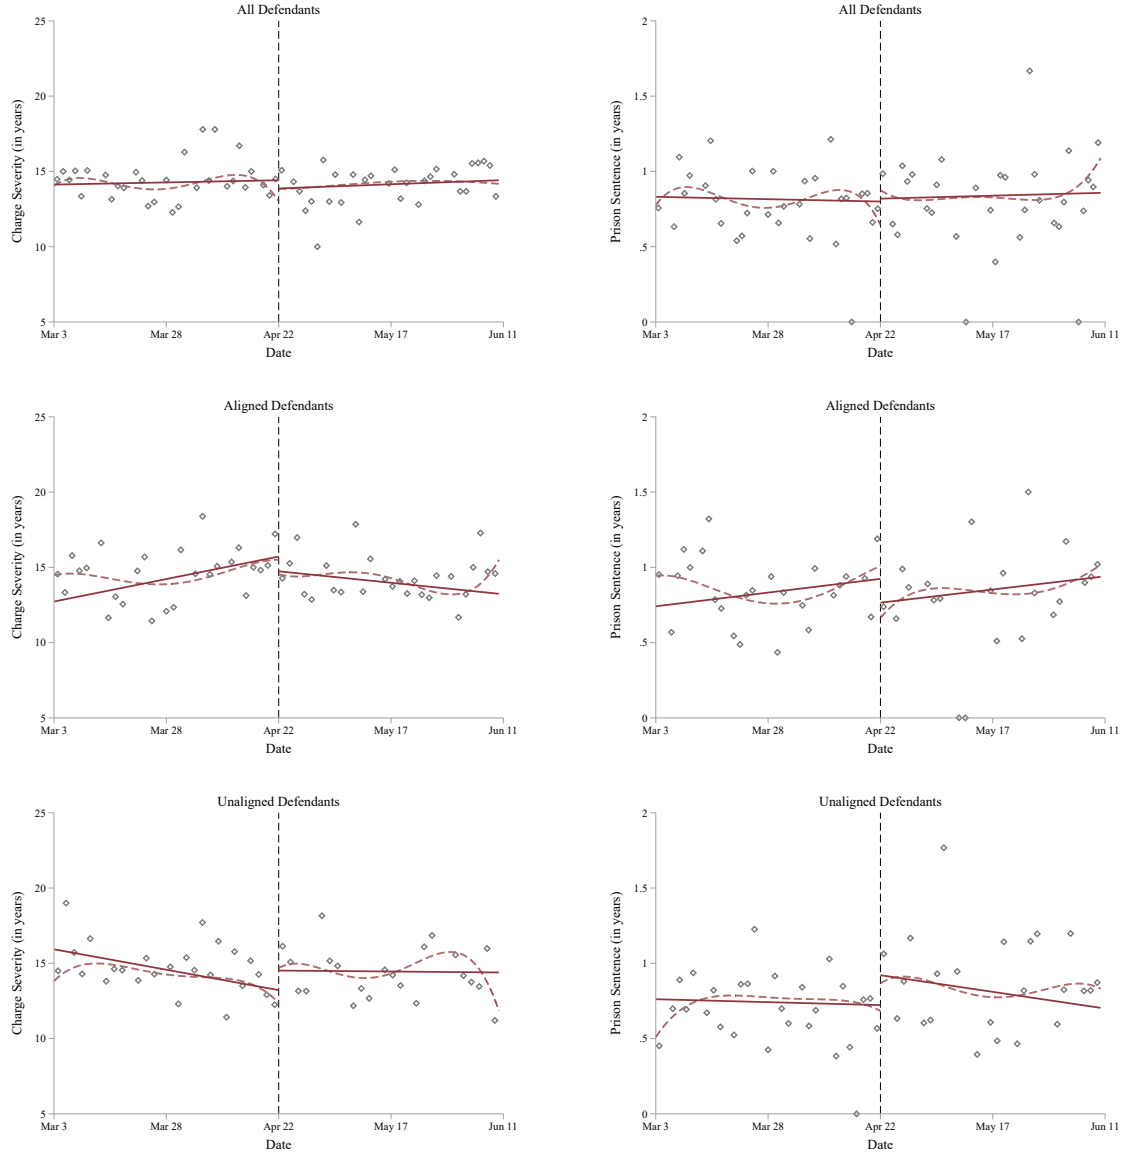 All Defendants
25
20
15
10
5
Charge Severity (in years)
Mar 3 Mar 28 Apr 22 May 17 Jun 11
Date
All Defendants
2
1.5
1
.5
0
Prison Sentence (in years)
Mar 3 Mar 28 Apr 22 May 17 Jun 11
Date
Aligned Defendants
25
20
15
10
5
Charge Severity (in years)
Mar 3 Mar 28 Apr 22 May 17 Jun 11
Date
Aligned Defendants
2
1.5
1
.5
0
Prison Sentence (in years)
Mar 3 Mar 28 Apr 22 May 17 Jun 11
Date
Unaligned Defendants
25
20
15
10
5
Charge Severity (in years)
Mar 3 Mar 28 Apr 22 May 17 Jun 11
Date
Unaligned Defendants
2
1.5
1
.5
0
Prison Sentence (in years)
Mar 3 Mar 28 Apr 22 May 17 Jun 11
Date